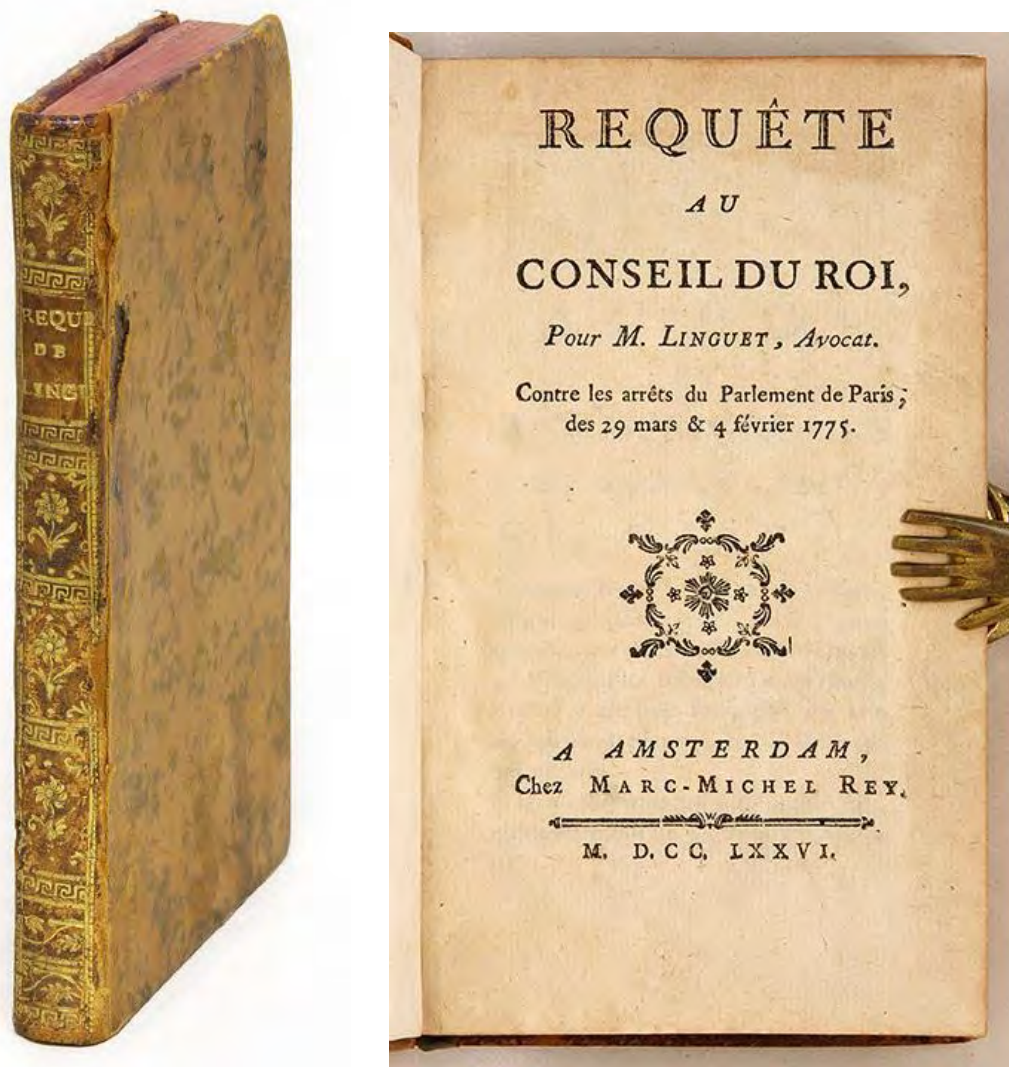 REQU
DE
LINGU
REQUÊTE
AU
CONSEIL DU ROI,
Pour M. LINGUET, Avocat.
Contre les arrêts du Parlement de Paris,
des 29 mars & 4 février 1775.
A AMSTERDAM,
Chez MARC-MICHEL REY.
M. D. CC. LXXVI.